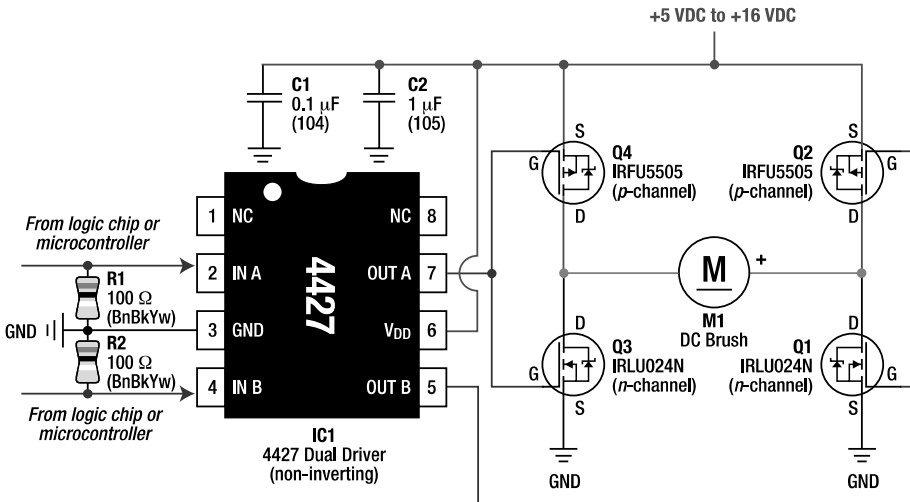 +5 VDC to +16 VDC
C1
0.1 μF
(104)
C2
1 μF
(105)
S
G
Q4
IRFU5505
(p-channel)
D
S
Q2
IRFU5505
(p-channel)
G
D
From logic chip or
microcontroller
1 NC
NC 8
2 IN A
OUT A 7
3 GND
VDD 6
4 IN B
OUT B 5
4427
R1
100 Ω
(BnBkYw)
GND
R2
100 Ω
(BnBkYw)
From logic chip or
microcontroller
IC1
4427 Dual Driver
(non-inverting)
M
+
M1
DC Brush
D
G
Q3
IRLU024N
(n-channel)
S
GND
D
Q1
IRLU024N
(n-channel)
G
S
GND